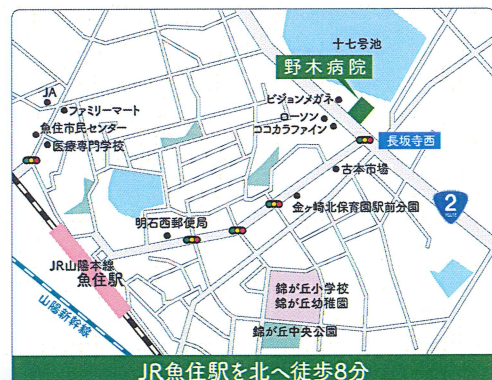 十七号池
野木病院
JA
ファミリーマート
ビジョンメガネ
ローソン
ココカラファイン
魚住市民センター
医療専門学校
長坂寺西
古本市場
2
金ヶ崎北保育園駅前分園
明石西郵便局
JR山陽本線
魚住駅
錦が丘小学校
錦が丘幼稚園
山陽新幹線
錦が丘中央公園
JR魚住駅を北へ徒歩8分